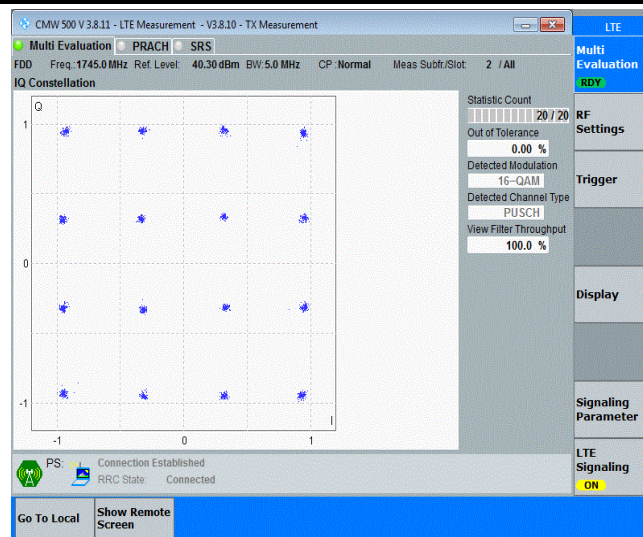 CMW 500 V 3.8.11 - LTE Measurement - V3.8.10 - TX Measurement
LTE
Multi Evaluation PRACH SRS
Multi Evaluation
RDY
FDD Freq.:1745.0 MHz Ref. Level: 40.30 dBm BW:5.0 MHz CP :Normal Meas Subfr./Slot: 2 / All
IQ Constellation
Q
1
0
-1
-1 0 1
I
Statistic Count
20 / 20
Out of Tolerance
0.00 %
Detected Modulation
16-QAM
Detected Channel Type
PUSCH
View Filter Throughput
100.0 %
RF
Settings
Trigger
Display
Signaling
Parameter
LTE
Signaling
ON
PS: Connection Established
RRC State: Connected
Go To Local
Show Remote
Screen